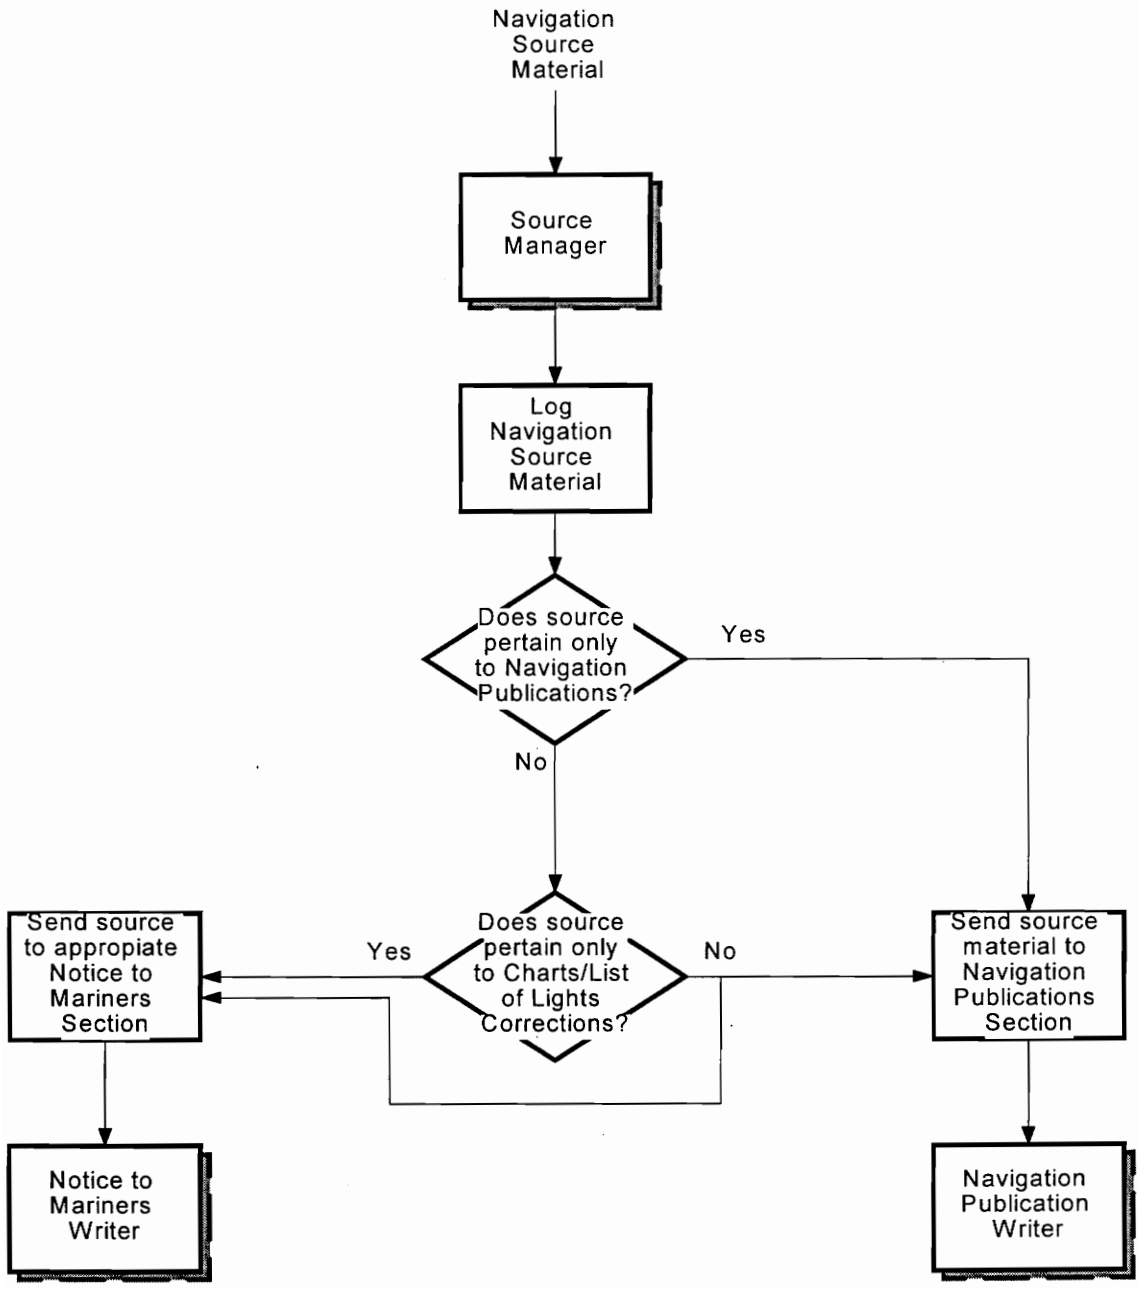 Navigation
Source
Material
Source
Manager
Log
Navigation
Source
Material
Does source
pertain only
to Navigation
Publications?
Yes
No
Send source
to appropiate
Notice to
Mariners
Section
Yes
Does source
pertain only
to Charts/List
of Lights
Corrections?
No
Send source
material to
Navigation
Publications
Section
Notice to
Mariners
Writer
Navigation
Publication
Writer